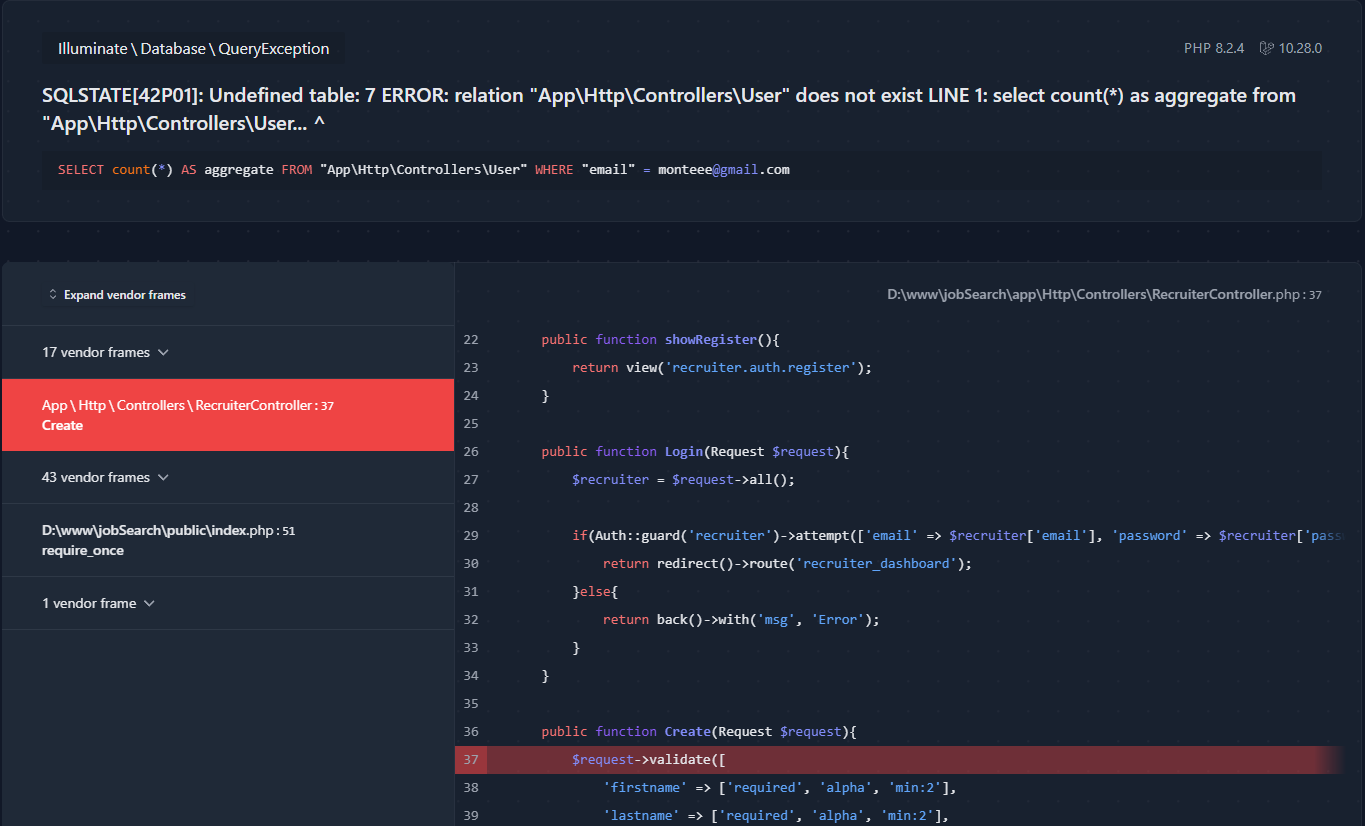 Illuminate \ Database \ QueryException
PHP 8.2.4 10.28.0
SQLSTATE[42P01]: Undefined table: 7 ERROR: relation "App\Http\Controllers\User" does not exist LINE 1: select count(*) as aggregate from
"App\Http\Controllers\User... ^
SELECT count(*) AS aggregate FROM "App\Http\Controllers\User" WHERE "email" = monteee@gmail.com
Expand vendor frames
17 vendor frames
App \ Http \ Controllers \ RecruiterController : 37
Create
43 vendor frames
D:\www\jobSearch\public\index.php : 51
require_once
1 vendor frame
D:\www\jobSearch\app\Http\Controllers\RecruiterController.php : 37
22 public function showRegister(){
23 return view('recruiter.auth.register');
24 }
25
26 public function Login(Request $request){
27 $recruiter = $request->all();
28
29 if(Auth::guard('recruiter')->attempt(['email' => $recruiter['email'], 'password' => $recruiter['pass
30 return redirect()->route('recruiter_dashboard');
31 }else{
32 return back()->with('msg', 'Error');
33 }
34 }
35
36 public function Create(Request $request){
37 $request->validate([
38 'firstname' => ['required', 'alpha', 'min:2'],
39 'lastname' => ['required', 'alpha', 'min:2'],